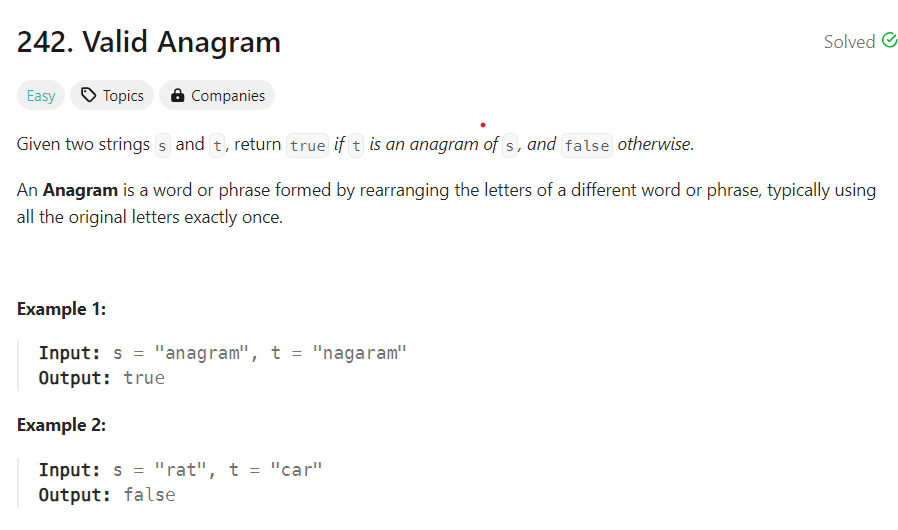 242. Valid Anagram
Solved
Easy
Topics
Companies
Given two strings s and t, return true if t is an anagram of s, and false otherwise.
An Anagram is a word or phrase formed by rearranging the letters of a different word or phrase, typically using
all the original letters exactly once.
Example 1:
Input: s = "anagram", t = "nagaram"
Output: true
Example 2:
Input: s = "rat", t = "car"
Output: false